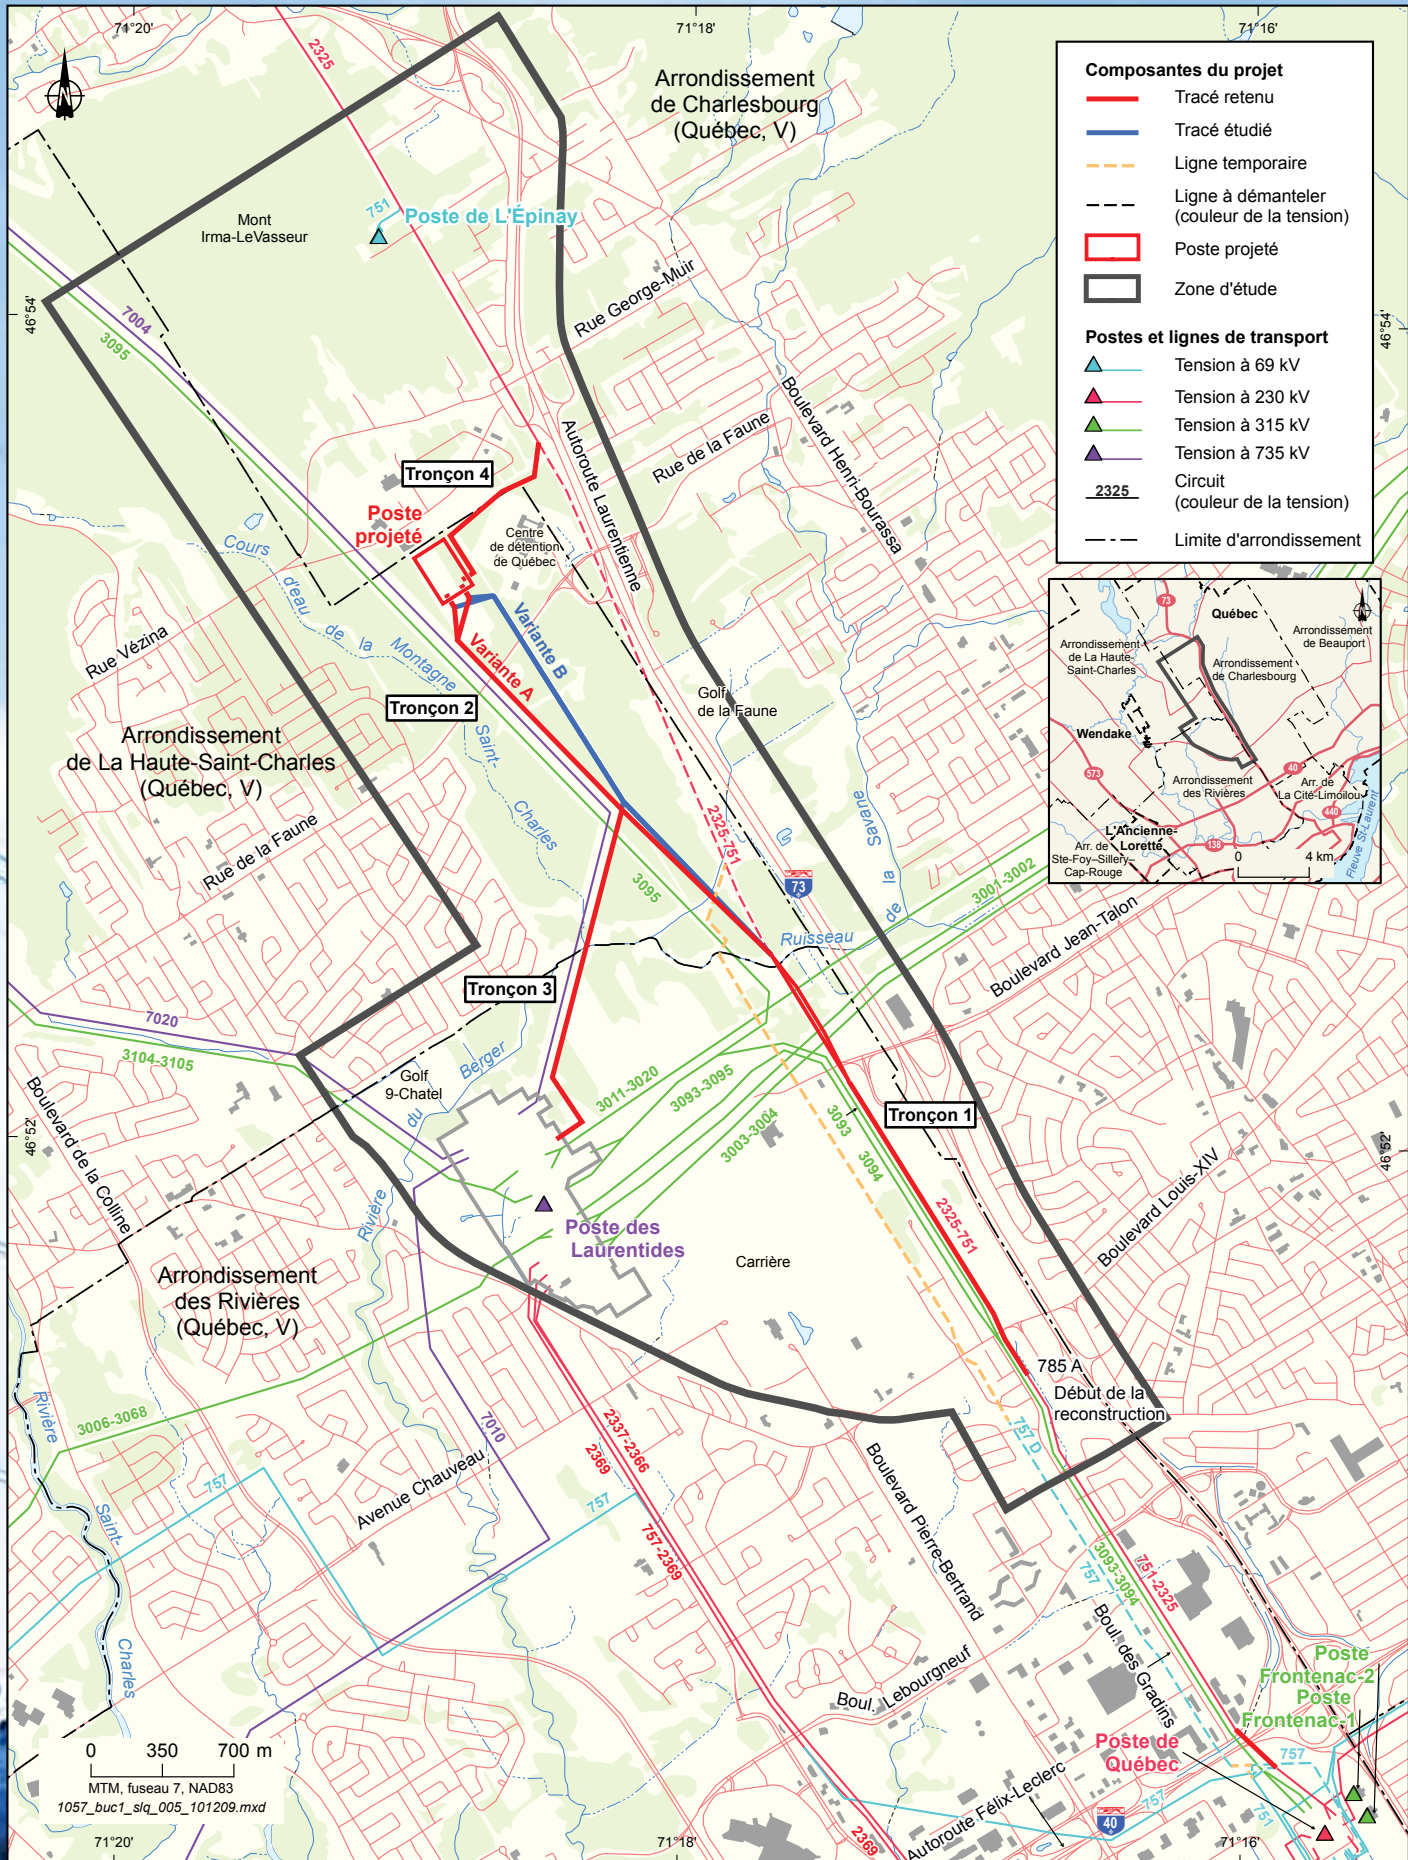 71°20'
71°18'
71°16'
2325
Arrondissement
de Charlesbourg
(Québec, V)
Composantes du projet
Tracé retenu
Tracé étudié
Ligne temporaire
Ligne à démanteler
(couleur de la tension)
Poste projeté
Zone d'étude
Postes et lignes de transport
Tension à 69 kV
Tension à 230 kV
Tension à 315 kV
Tension à 735 kV
2325
Circuit
(couleur de la tension)
Limite d'arrondissement
N
Mont
Irma-LeVasseur
751
Poste de L'Épinay
Rue George-Muir
46°54'
46°54'
7004
3095
Boulevard Henri-Bourassa
Autoroute Laurentienne
Rue de la Faune
Tronçon 4
Poste
projeté
Centre
de détention
de Québec
Cours
d'eau
de
la
Montagne
Saint-
Charles
Rue Vézina
Variante B
Variante A
Tronçon 2
Golf
de la Faune
Arrondissement
de La Haute-Saint-Charles
(Québec, V)
Rue de la Faune
2325-751
3095
73
Ruisseau
de
la
Savane
3001-3002
Boulevard Jean-Talon
73
Québec
Arrondissement
de La Haute-
Saint-Charles
Arrondissement
de Beauport
Arrondissement
de Charlesbourg
Wendake
573
40
Arrondissement
des Rivières
Arr. de
La Cité-Limoilou
440
L'Ancienne-
Lorette
138
Arr. de
Ste-Foy–Sillery–
Cap-Rouge
0 4 km
Fleuve St-Laurent
Tronçon 3
7020
3104-3105
Golf
9-Chatel
Rivière
du
Berger
3011-3020
3093-3095
3003-3004
3093
3094
Tronçon 1
46°52'
46°52'
Boulevard de la Colline
Boulevard Louis-XIV
2325-751
Poste des
Laurentides
Carrière
Arrondissement
des Rivières
(Québec, V)
785 A
Début de la
reconstruction
757 D
Rivière
Saint-
Charles
3006-3068
7010
2337-2366
2369
757
Avenue Chauveau
757
757-2369
Boulevard Pierre-Bertrand
757
3093-3094
751-2325
Boul. des Gradins
Boul. Lebourgneuf
Poste
Frontenac-2
Poste
Frontenac-1
Poste de
Québec
757
757
751
40
Autoroute Félix-Leclerc
2369
0 350 700 m
MTM, fuseau 7, NAD83
1057_buc1_slq_005_101209.mxd
71°20'
71°18'
71°16'